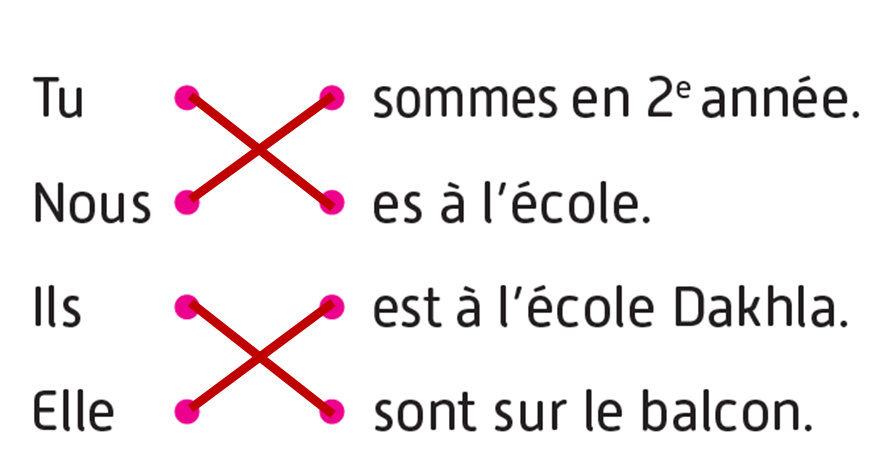 Tu sommes en 2e année.
Nous es à l'école.
Ils est à l'école Dakhla.
Elle sont sur le balcon.